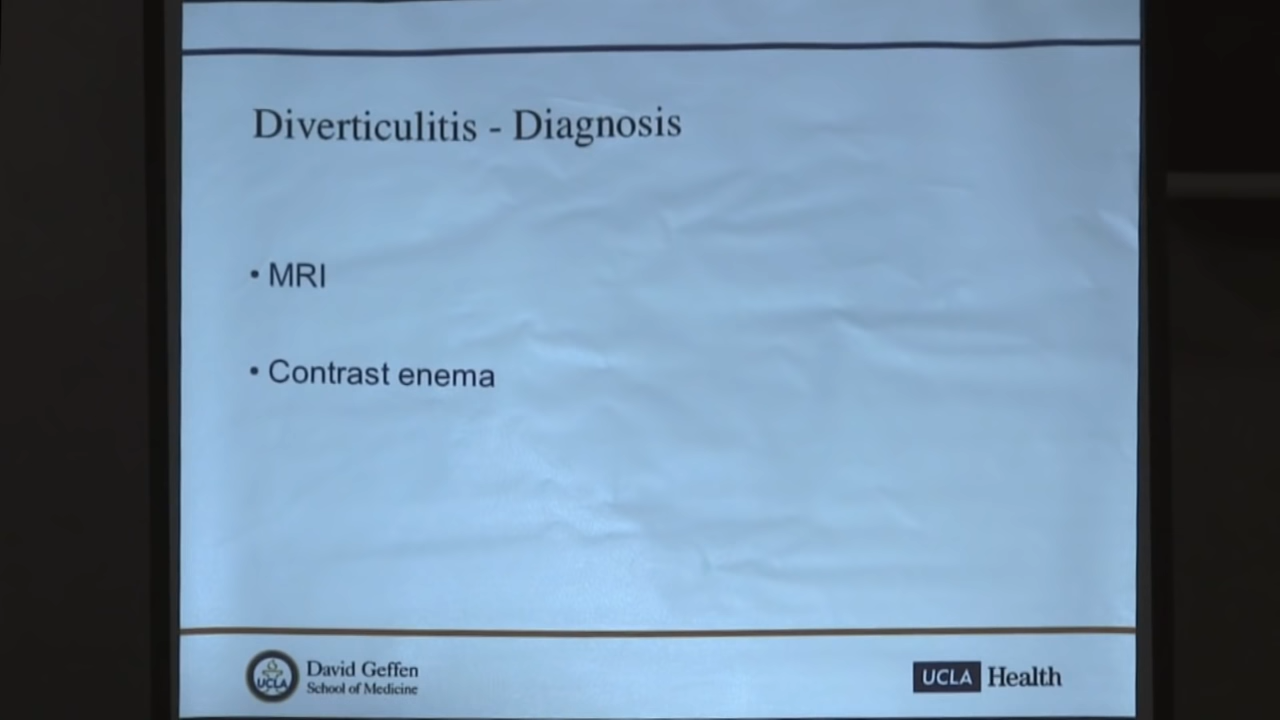 Diverticulitis - Diagnosis
• MRI
• Contrast enema
UCLA
David Geffen
School of Medicine
UCLA Health